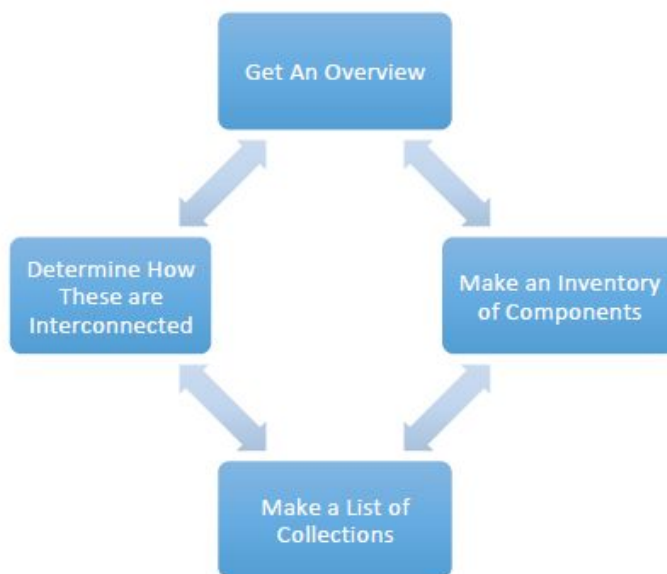 Get An Overview
Determine How
These are
Interconnected
Make an Inventory
of Components
Make a List of
Collections